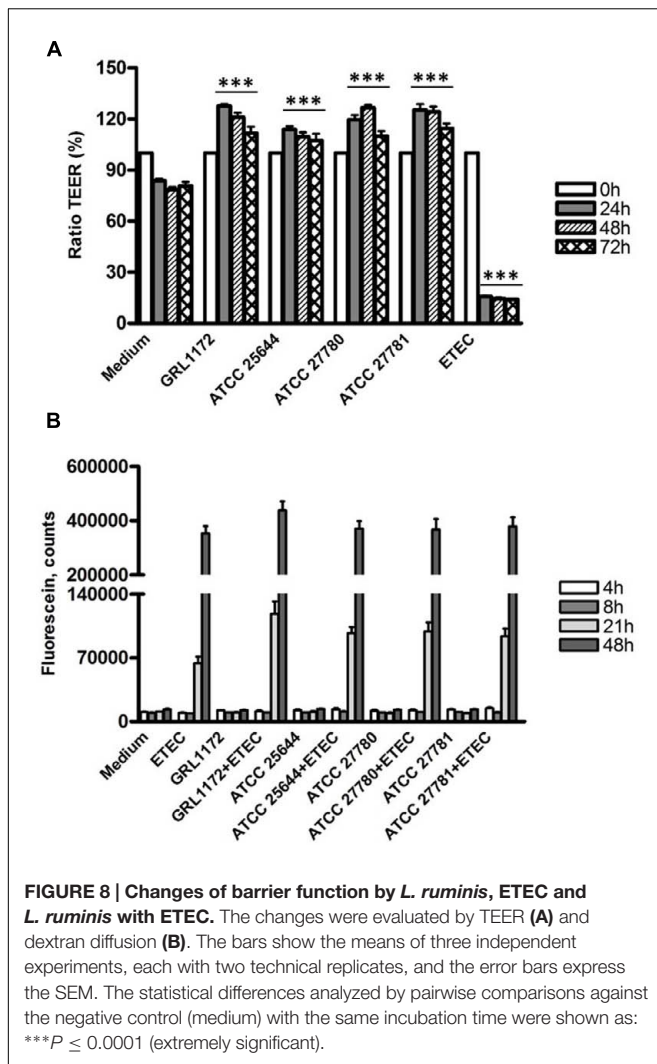 A
Ratio TEER (%)
150
120
90
60
30
0
***
***
***
***
***
0h
24h
48h
72h
Medium
GRL1172
ATCC 25644
ATCC 27780
ATCC 27781
ETEC
B
Fluorescein, counts
600000
400000
200000
140000
70000
0
4h
8h
21h
48h
Medium
ETEC
GRL1172
GRL1172+ETEC
ATCC 25644
ATCC 25644+ETEC
ATCC 27780
ATCC 27780+ETEC
ATCC 27781
ATCC 27781+ETEC
FIGURE 8 | Changes of barrier function by L. ruminis, ETEC and
L. ruminis with ETEC. The changes were evaluated by TEER (A) and
dextran diffusion (B). The bars show the means of three independent
experiments, each with two technical replicates, and the error bars express
the SEM. The statistical differences analyzed by pairwise comparisons against
the negative control (medium) with the same incubation time were shown as:
***P ≤ 0.0001 (extremely significant).